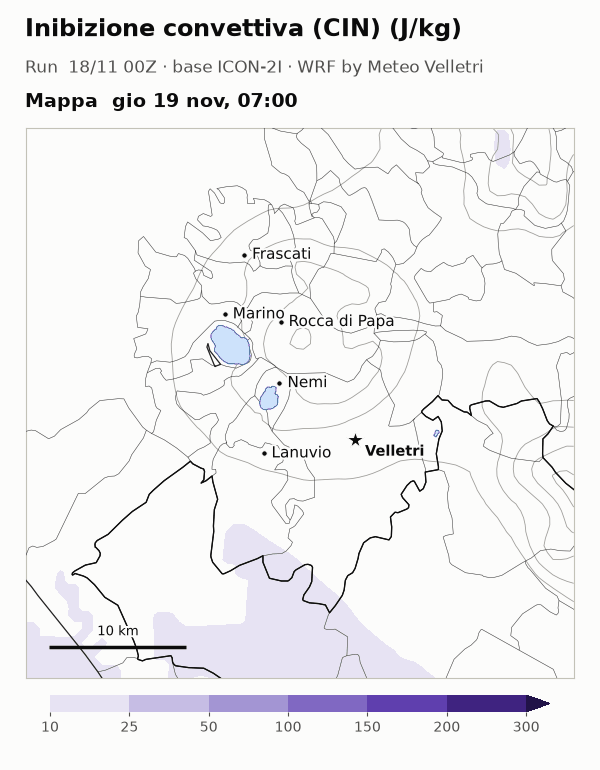 Inibizione convettiva (CIN) (J/kg)
Run  18/11 00Z · base ICON-2I · WRF by Meteo Velletri
Mappa  gio 19 nov, 07:00
Frascati
Marino
Rocca di Papa
Nemi
Velletri
Lanuvio
10 km
10 25 50 100 150 200 300